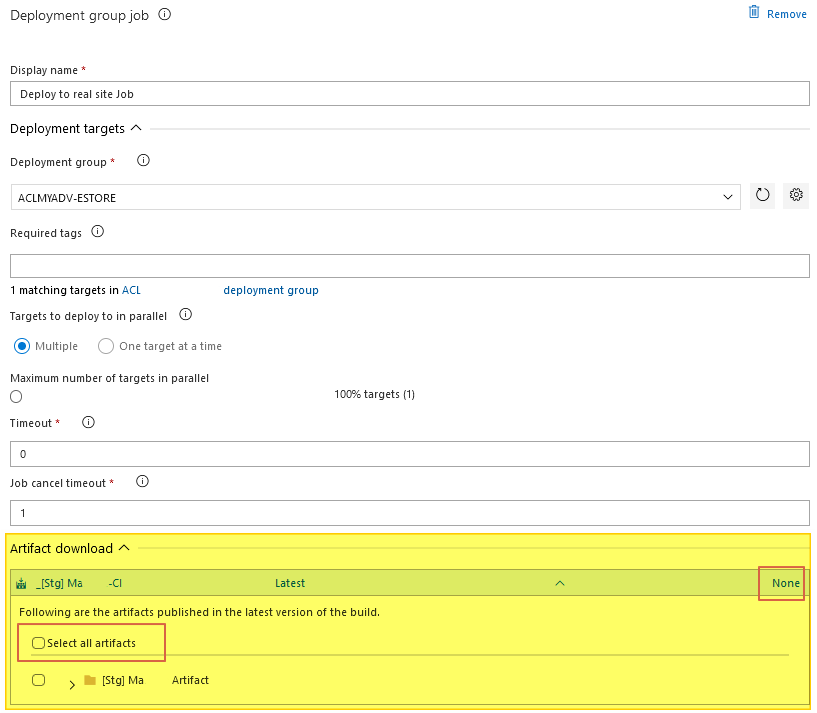 Deployment group job
Remove
Display name *
Deploy to real site Job
Deployment targets
Deployment group *
ACLMYADV-ESTORE
Required tags
1 matching targets in ACL deployment group
Targets to deploy to in parallel
Multiple One target at a time
Maximum number of targets in parallel
100% targets (1)
Timeout *
0
Job cancel timeout *
1
Artifact download
_[Stg] Ma -CI Latest None
Following are the artifacts published in the latest version of the build.
Select all artifacts
[Stg] Ma Artifact